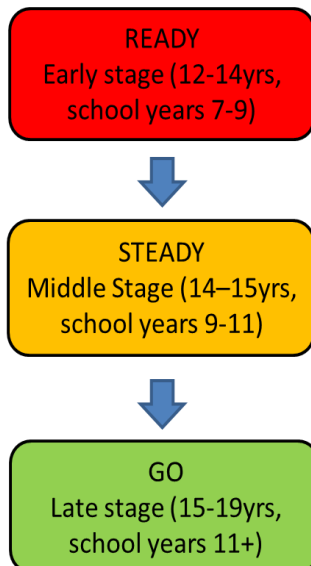 READY
Early stage (12-14yrs,
school years 7-9)
STEADY
Middle Stage (14–15yrs,
school years 9-11)
GO
Late stage (15-19yrs,
school years 11+)